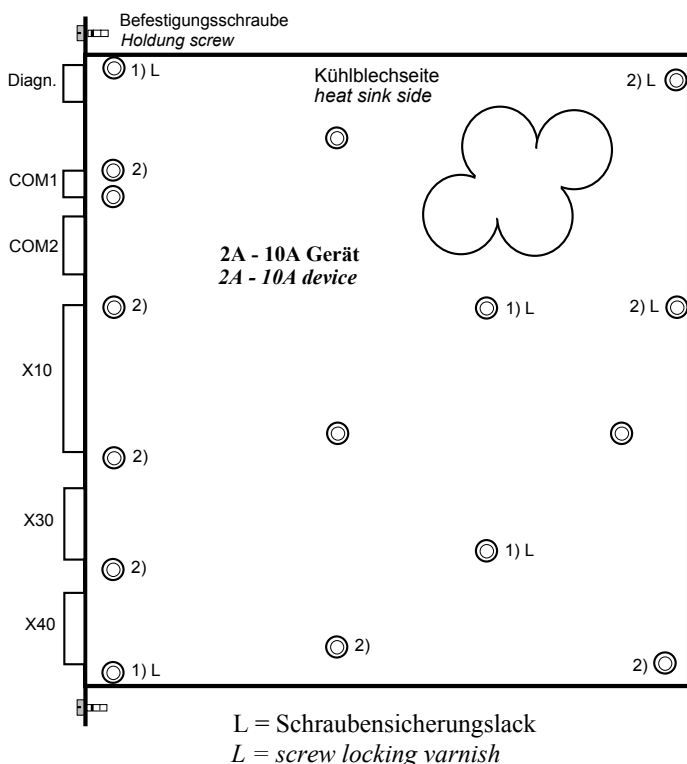 Befestigungsschraube
Holdung screw
Diagn.
1) L
Kühlblechseite
heat sink side
2) L
COM1
2)
COM2
2A - 10A Gerät
2A - 10A device
2)
1) L
2) L
X10
2)
X30
1) L
2)
X40
2)
2)
1) L
L = Schraubensicherungslack
L = screw locking varnish